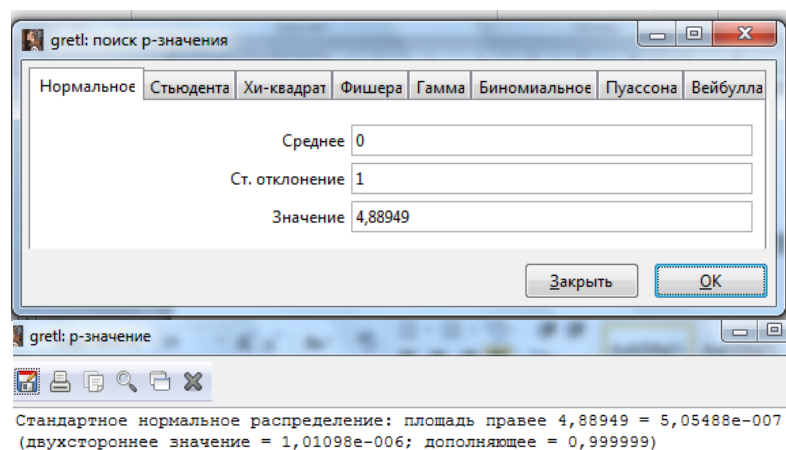 gretl: поиск p-значения
Нормальное Стьюдента Хи-квадрат Фишера Гамма Биномиальное Пуассона Вейбулла
Среднее 0
Ст. отклонение 1
Значение 4,88949
Закрыть OK
gretl: p-значение
Стандартное нормальное распределение: площадь правее 4,88949 = 5,05488e-007
(двухстороннее значение = 1,01098e-006; дополняющее = 0,999999)